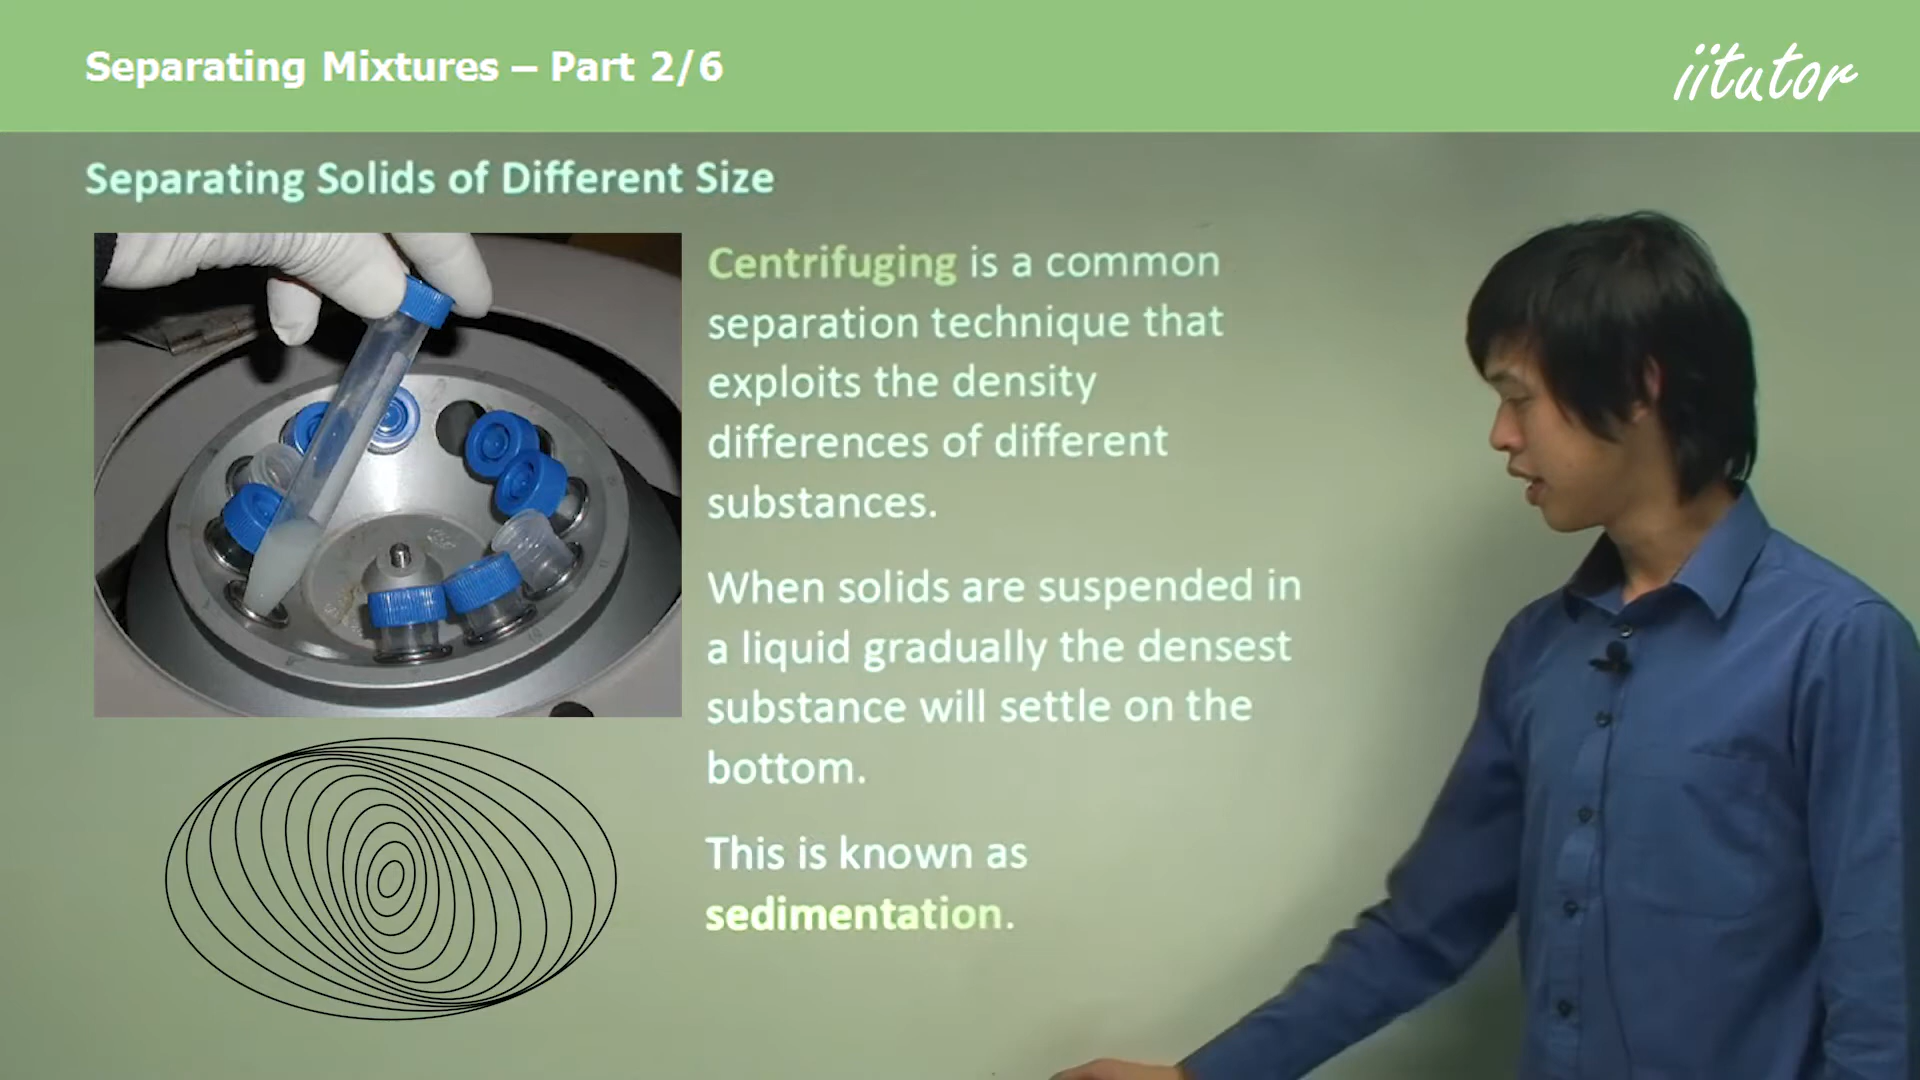 Separating Mixtures – Part 2/6
iitutor
Separating Solids of Different Size
Centrifuging is a common
separation technique that
exploits the density
differences of different
substances.
When solids are suspended in
a liquid gradually the densest
substance will settle on the
bottom.
This is known as
sedimentation.